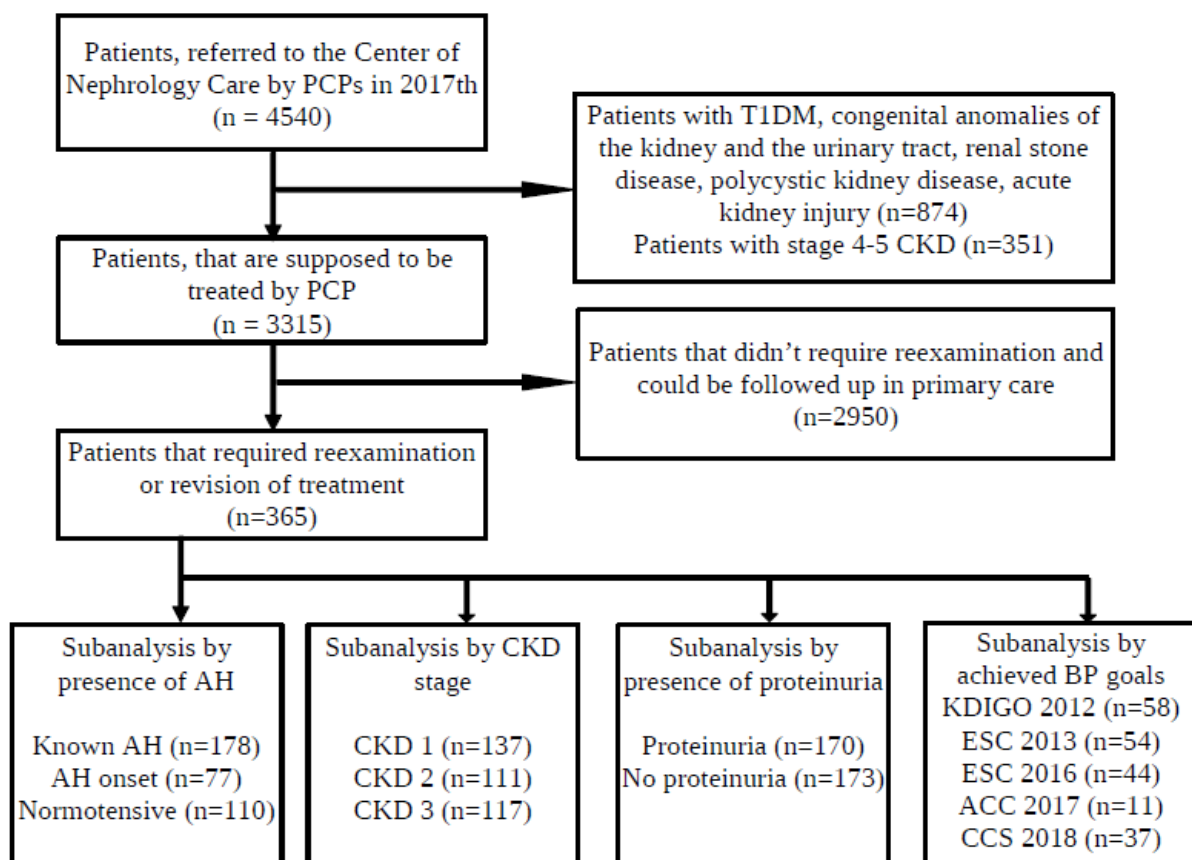 Patients, referred to the Center of
Nephrology Care by PCPs in 2017th
(n = 4540)
Patients with T1DM, congenital anomalies of
the kidney and the urinary tract, renal stone
disease, polycystic kidney disease, acute
kidney injury (n=874)
Patients with stage 4-5 CKD (n=351)
Patients, that are supposed to be
treated by PCP
(n = 3315)
Patients that didn’t require reexamination and
could be followed up in primary care
(n=2950)
Patients that required reexamination
or revision of treatment
(n=365)
Subanalysis by
presence of AH
Known AH (n=178)
AH onset (n=77)
Normotensive (n=110)
Subanalysis by CKD
stage
CKD 1 (n=137)
CKD 2 (n=111)
CKD 3 (n=117)
Subanalysis by
presence of proteinuria
Proteinuria (n=170)
No proteinuria (n=173)
Subanalysis by
achieved BP goals
KDIGO 2012 (n=58)
ESC 2013 (n=54)
ESC 2016 (n=44)
ACC 2017 (n=11)
CCS 2018 (n=37)